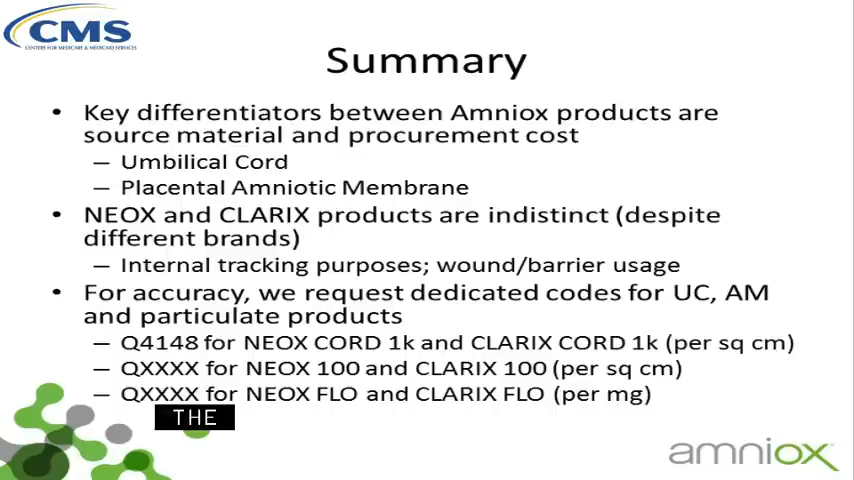 CMS
CENTERS FOR MEDICARE & MEDICAID SERVICES
Summary
• Key differentiators between Amniox products are
source material and procurement cost
– Umbilical Cord
– Placental Amniotic Membrane
• NEOX and CLARIX products are indistinct (despite
different brands)
– Internal tracking purposes; wound/barrier usage
• For accuracy, we request dedicated codes for UC, AM
and particulate products
– Q4148 for NEOX CORD 1k and CLARIX CORD 1k (per sq cm)
– QXXXX for NEOX 100 and CLARIX 100 (per sq cm)
– QXXXX for NEOX FLO and CLARIX FLO (per mg)
THE
amniox